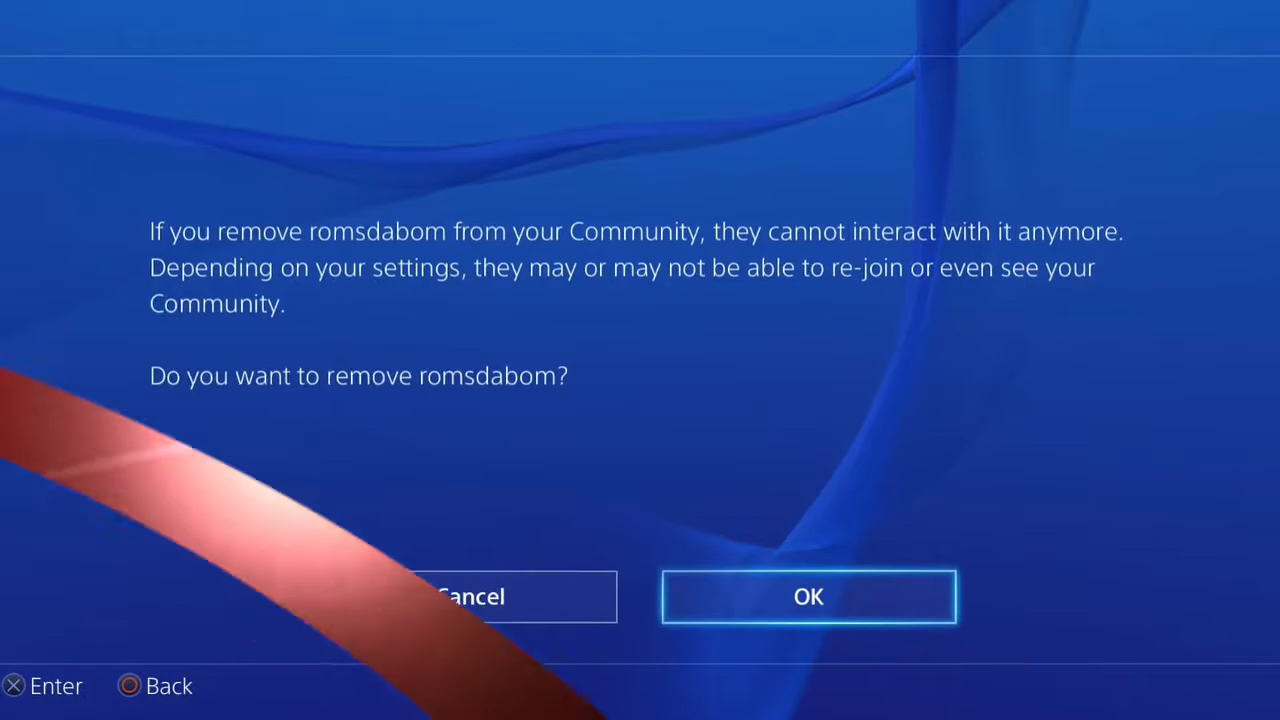 If you remove romsdabom from your Community, they cannot interact with it anymore.
Depending on your settings, they may or may not be able to re-join or even see your
Community.
Do you want to remove romsdabom?
Cancel
OK
Enter
Back